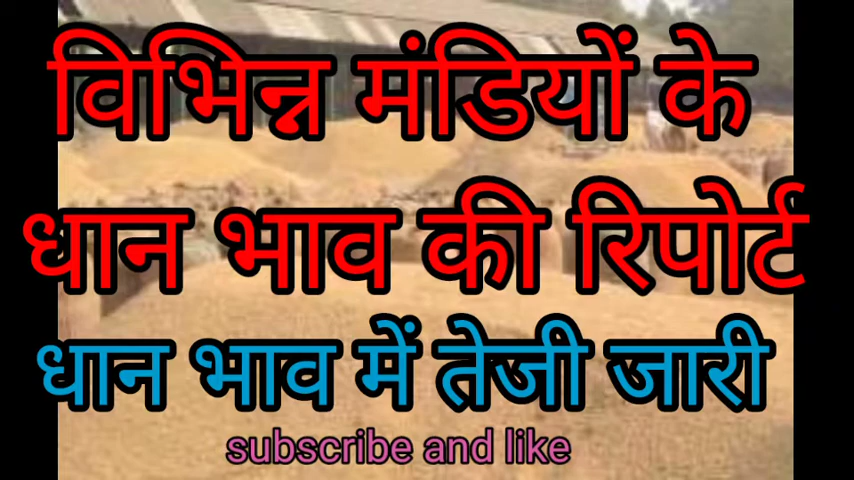 विभिन्न मंडियों के
धान भाव की रिपोर्ट
धान भाव में तेजी जारी
subscribe and like